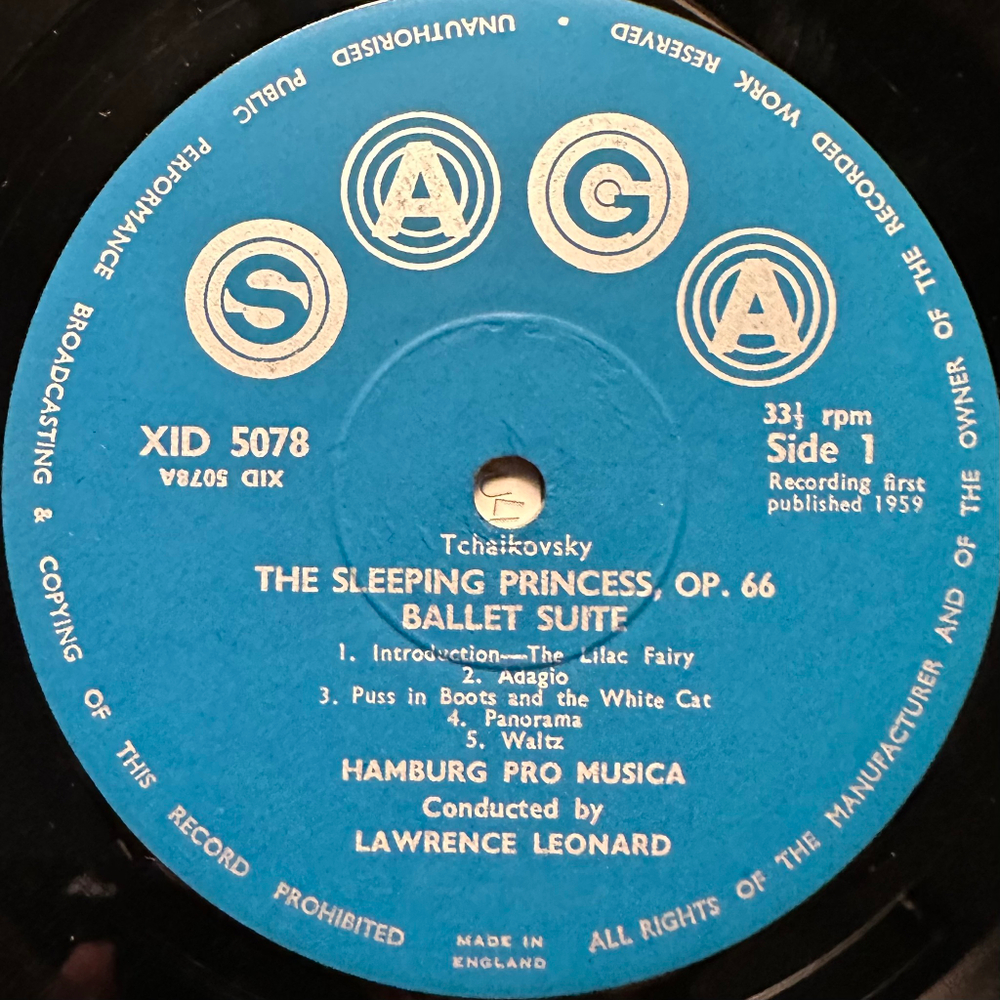 SAGA
XID 5078
XID 5078A
33⅓ rpm
Side 1
Recording first
published 1959
Tchaikovsky
THE SLEEPING PRINCESS, OP. 66
BALLET SUITE
1. Introduction—The Lilac Fairy
2. Adagio
3. Puss in Boots and the White Cat
4. Panorama
5. Waltz
HAMBURG PRO MUSICA
Conducted by
LAWRENCE LEONARD
MADE IN
ENGLAND
ALL RIGHTS OF THE MANUFACTURER AND OF THE OWNER OF THE RECORDED WORK RESERVED • UNAUTHORISED PUBLIC PERFORMANCE BROADCASTING & COPYING OF THIS RECORD PROHIBITED